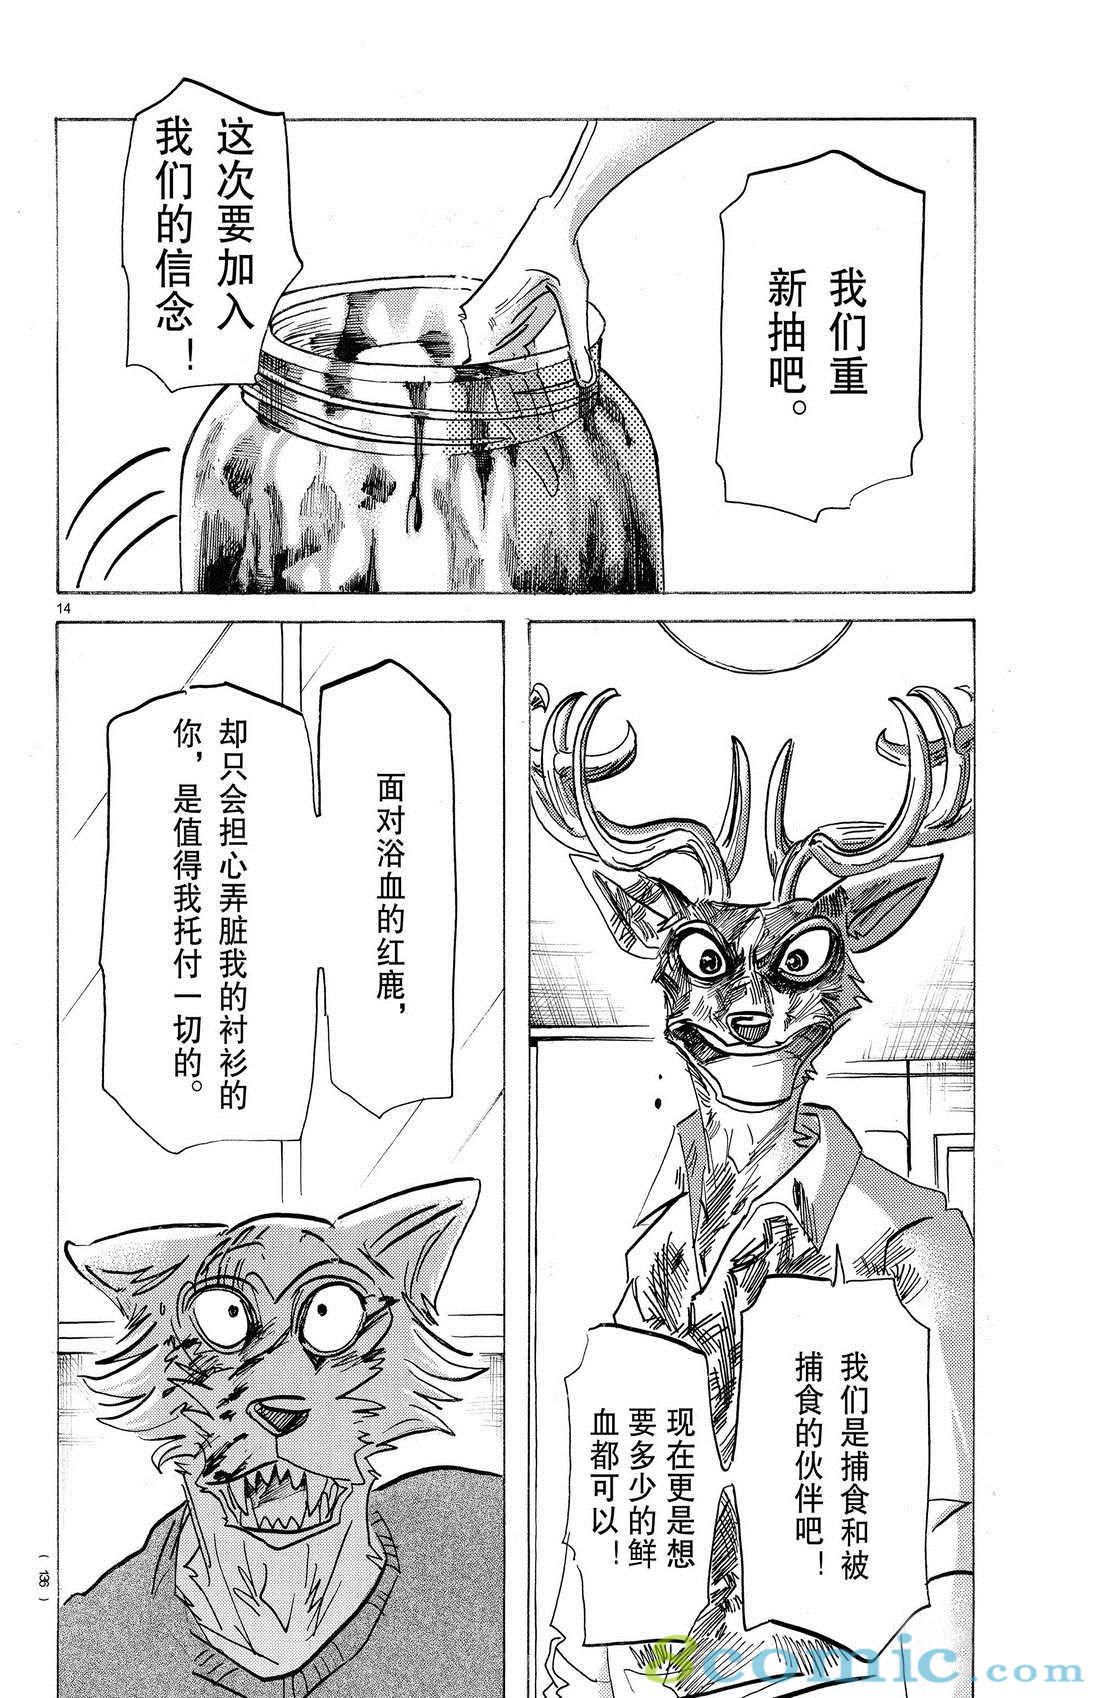 我们重
新抽吧。
这次要加入
我们的信念！
14
我们是捕食和被
捕食的伙伴吧！
现在更是想
要多少的鲜
血都可以！
面对浴血的红鹿，
却只会担心弄脏我的衬衫的
你，是值得我托付一切的。
( 136 )
8comic.com